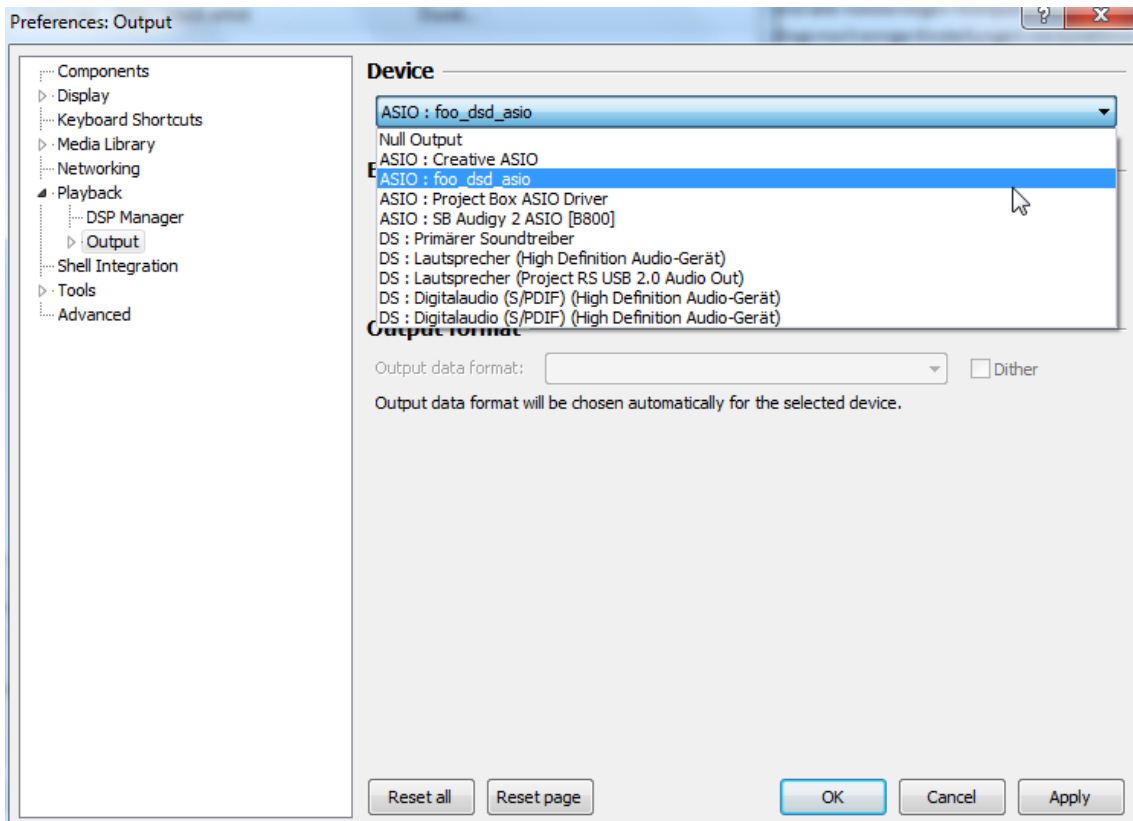 Preferences: Output
Components
Display
Keyboard Shortcuts
Media Library
Networking
Playback
DSP Manager
Output
Shell Integration
Tools
Advanced
Device
ASIO : foo_dsd_asio
Null Output
ASIO : Creative ASIO
ASIO : foo_dsd_asio
ASIO : Project Box ASIO Driver
ASIO : SB Audigy 2 ASIO [B800]
DS : Primärer Soundtreiber
DS : Lautsprecher (High Definition Audio-Gerät)
DS : Lautsprecher (Project RS USB 2.0 Audio Out)
DS : Digitalaudio (S/PDIF) (High Definition Audio-Gerät)
DS : Digitalaudio (S/PDIF) (High Definition Audio-Gerät)
Output format
Output data format:
Dither
Output data format will be chosen automatically for the selected device.
Reset all
Reset page
OK
Cancel
Apply